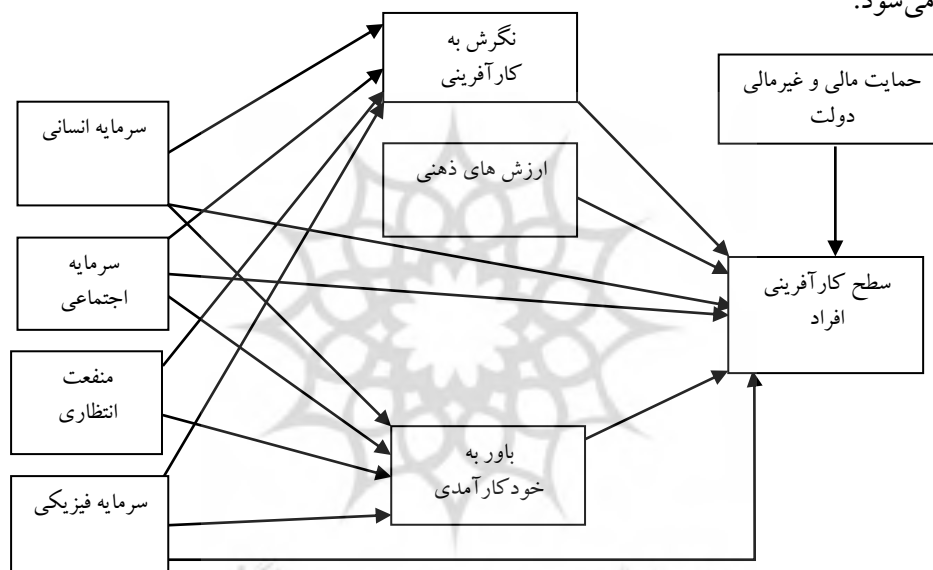 می‌شود.
نگرش به
کارآفرینی
حمایت مالی و غیرمالی
دولت
سرمایه انسانی
ارزش های ذهنی
سرمایه
اجتماعی
سطح کارآفرینی
افراد
منفعت
انتظاری
باور به
خودکارآمدی
سرمایه فیزیکی